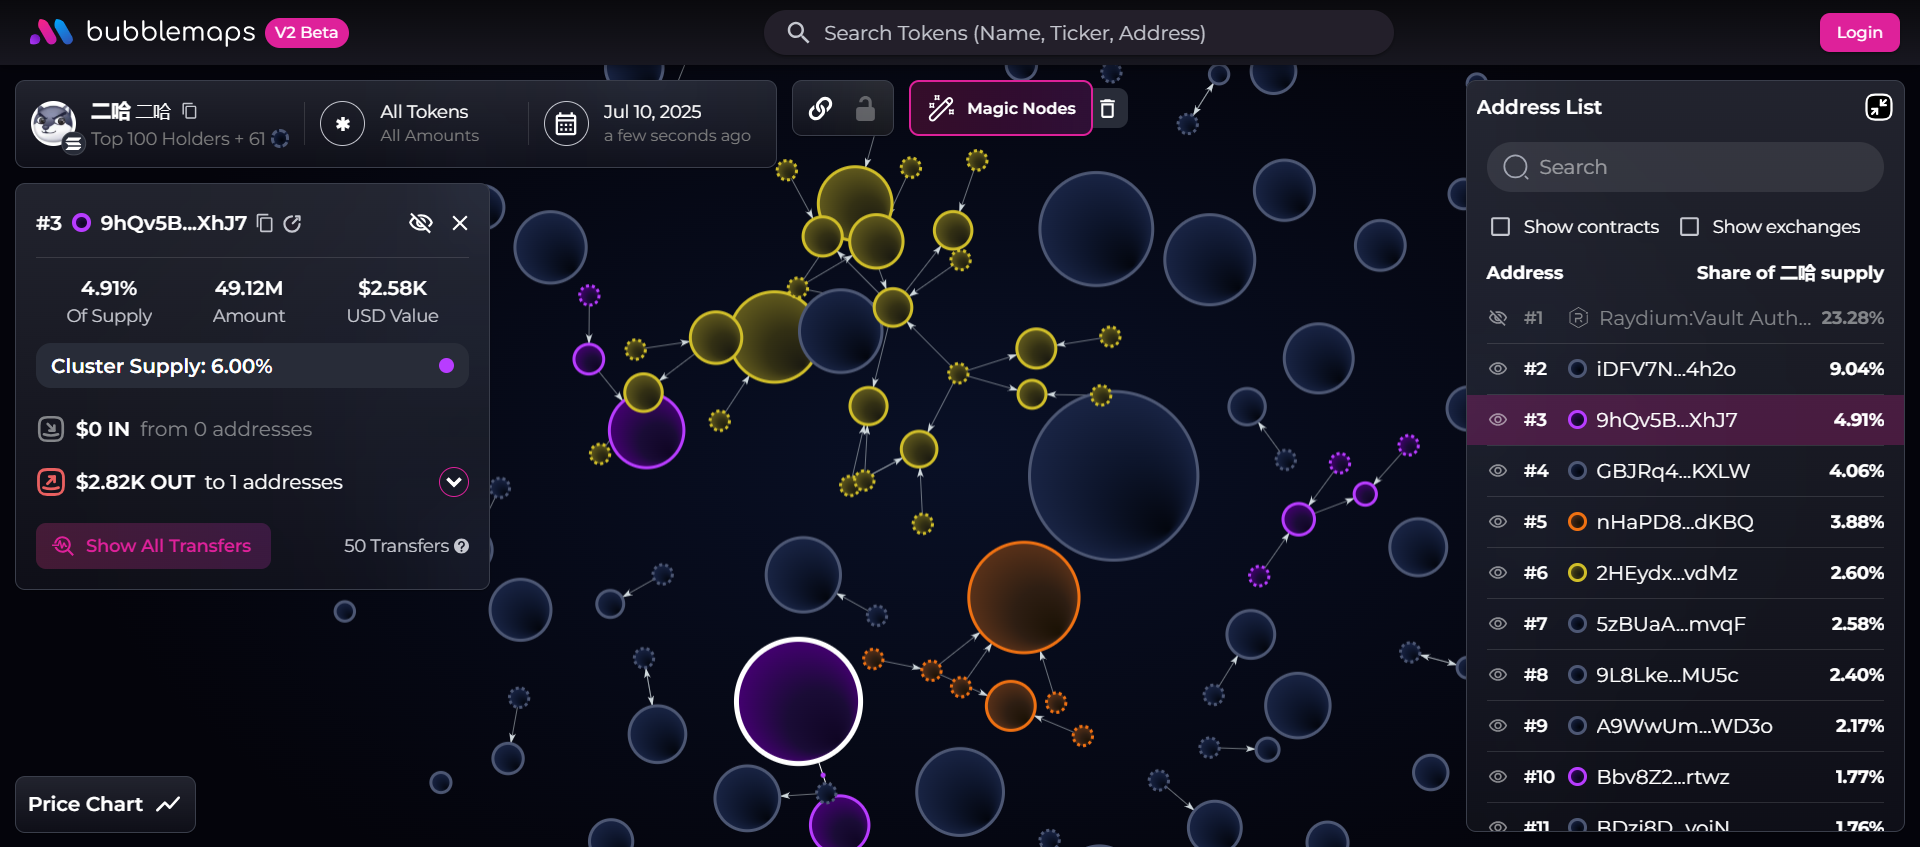 bubblemaps V2 Beta
Search Tokens (Name, Ticker, Address)
Login
二哈 二哈
Top 100 Holders + 61
All Tokens
All Amounts
Jul 10, 2025
a few seconds ago
Magic Nodes
#3 9hQv5B...XhJ7
4.91% 49.12M $2.58K
Of Supply Amount USD Value
Cluster Supply: 6.00%
$0 IN from 0 addresses
$2.82K OUT to 1 addresses
Show All Transfers 50 Transfers
Price Chart
Address List
Search
Show contracts Show exchanges
Address Share of 二哈 supply
#1 Raydium:Vault Auth... 23.28%
#2 iDFV7N...4h2o 9.04%
#3 9hQv5B...XhJ7 4.91%
#4 GBJRq4...KXLW 4.06%
#5 nHaPD8...dKBQ 3.88%
#6 2HEydx...vdMz 2.60%
#7 5zBUaA...mvqF 2.58%
#8 9L8Lke...MU5c 2.40%
#9 A9WwUm...WD3o 2.17%
#10 Bbv8Z2...rtwz 1.77%
#11 1.76%